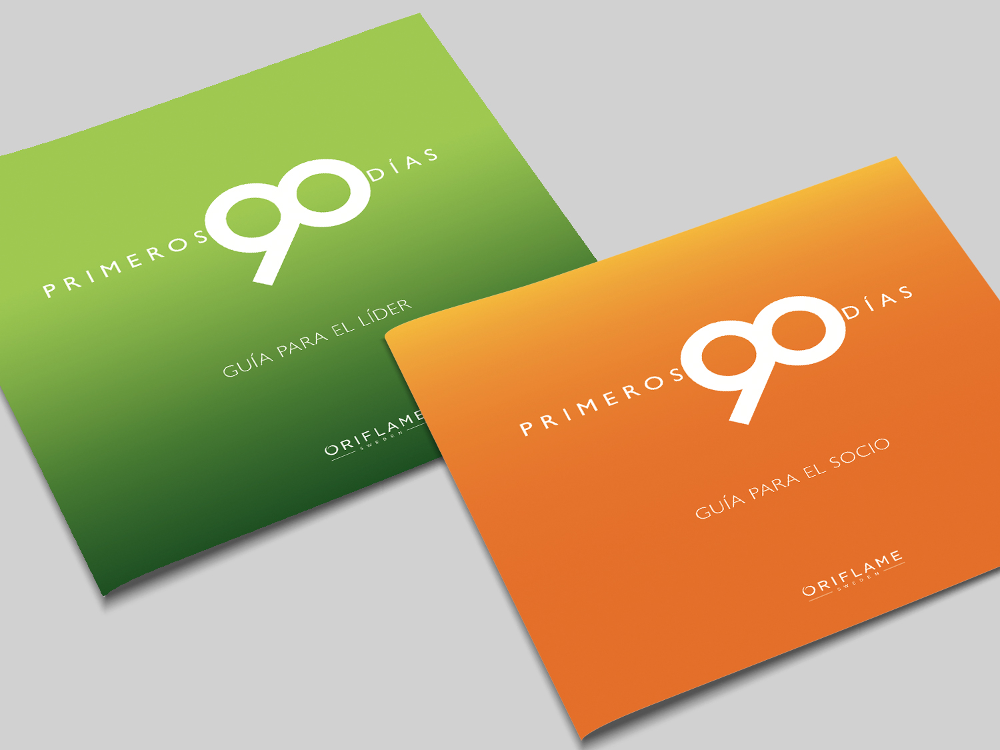 PRIMEROS 90 DÍAS
GUÍA PARA EL LÍDER
ORIFLAME
SWEDEN
PRIMEROS 90 DÍAS
GUÍA PARA EL SOCIO
ORIFLAME
SWEDEN